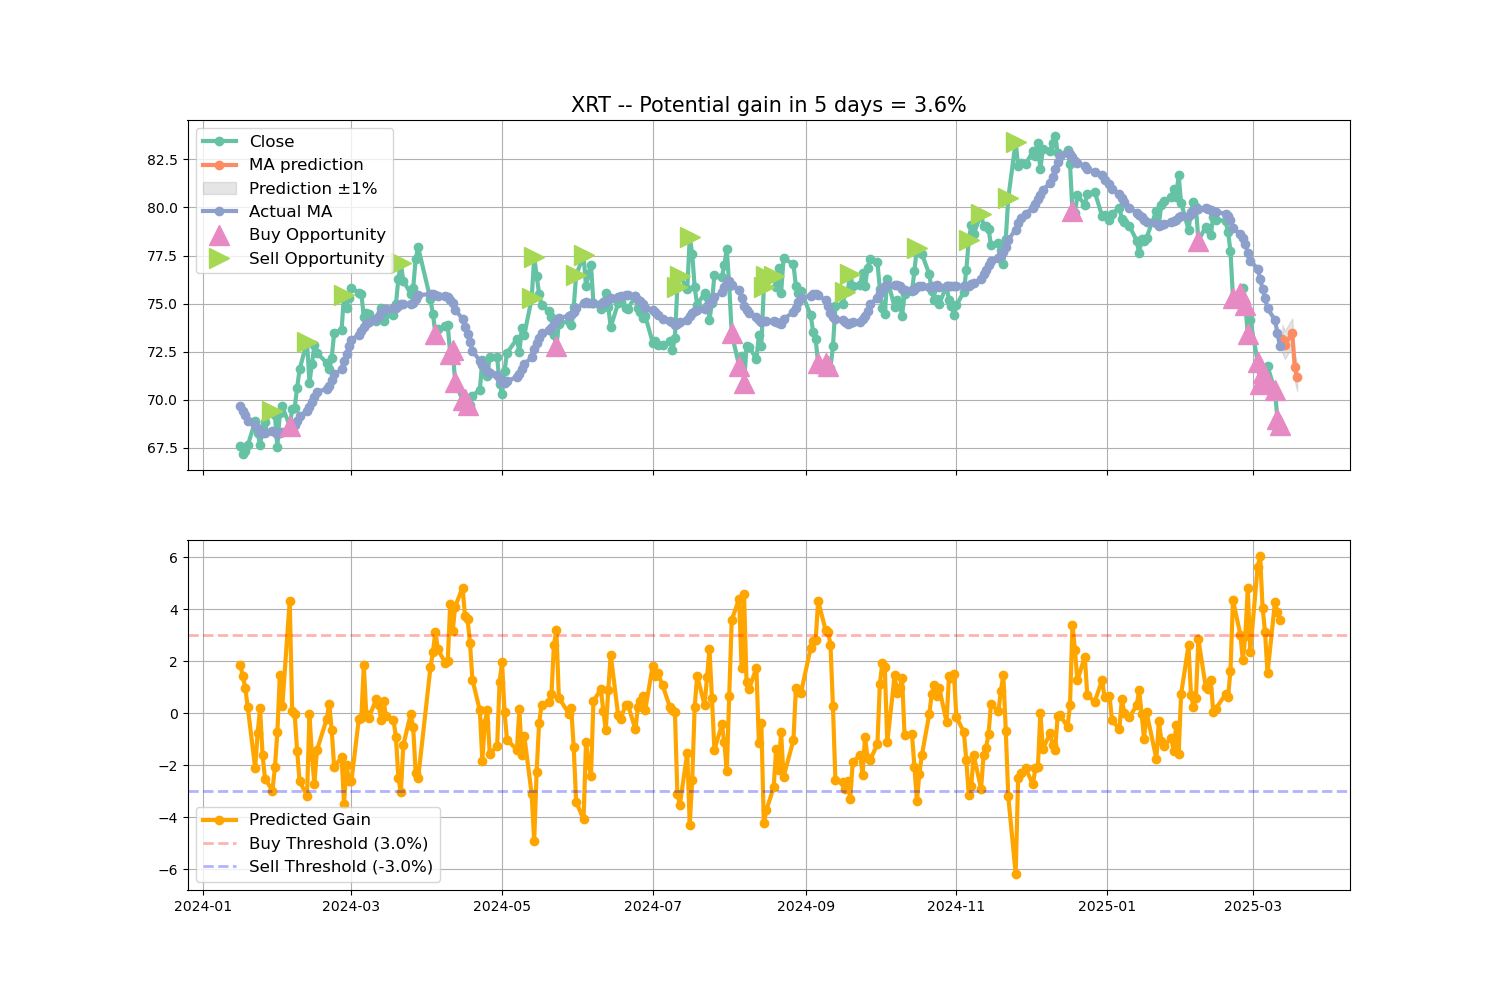 XRT -- Potential gain in 5 days = 3.6%
Close
MA prediction
Prediction ±1%
Actual MA
Buy Opportunity
Sell Opportunity
82.5
80.0
77.5
75.0
72.5
70.0
67.5
6
4
2
0
−2
−4
−6
Predicted Gain
Buy Threshold (3.0%)
Sell Threshold (-3.0%)
2024-01 2024-03 2024-05 2024-07 2024-09 2024-11 2025-01 2025-03